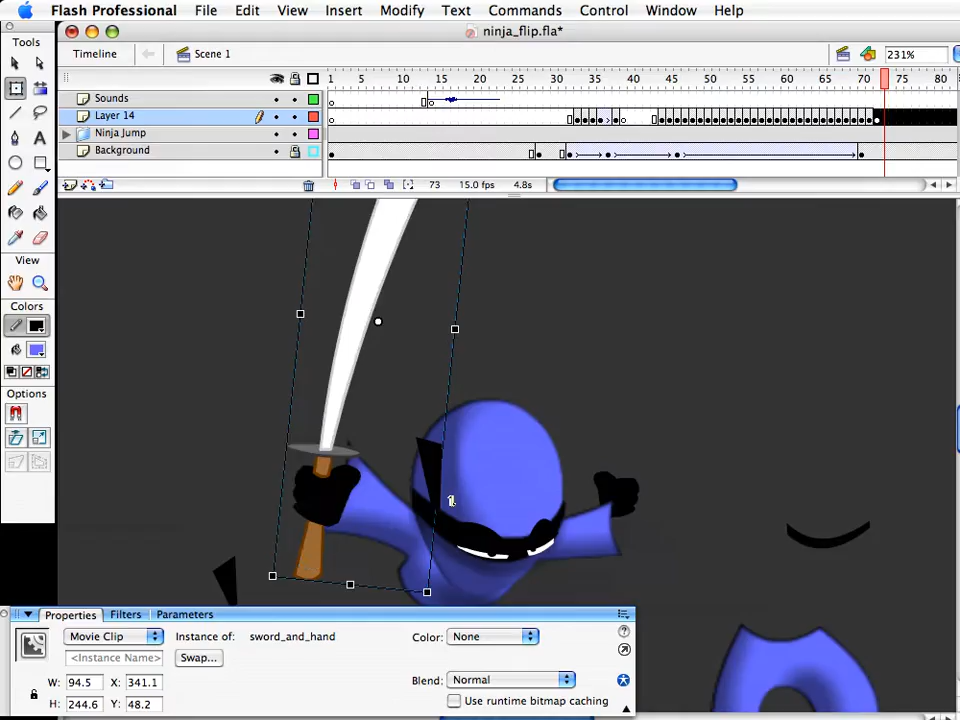 Flash Professional File Edit View Insert Modify Text Commands Control Window Help
ninja_flip.fla*
Tools
Timeline Scene 1 231%
1 5 10 15 20 25 30 35 40 45 50 55 60 65 70 75 80
Sounds
Layer 14
Ninja Jump
Background
73 15.0 fps 4.8s
View
Colors
Options
Properties Filters Parameters
Movie Clip Instance of: sword_and_hand Color: None
<Instance Name> Swap...
W: 94.5 X: 341.1 Blend: Normal
H: 244.6 Y: 48.2 Use runtime bitmap caching